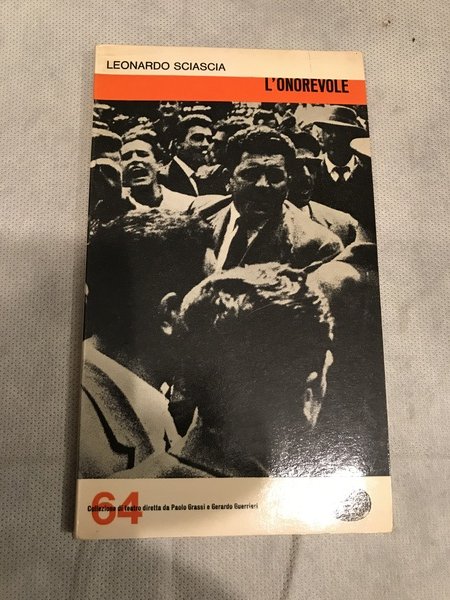 LEONARDO SCIASCIA
L'ONOREVOLE
64
Collezione di teatro diretta da Paolo Grassi e Gerardo Guerrieri